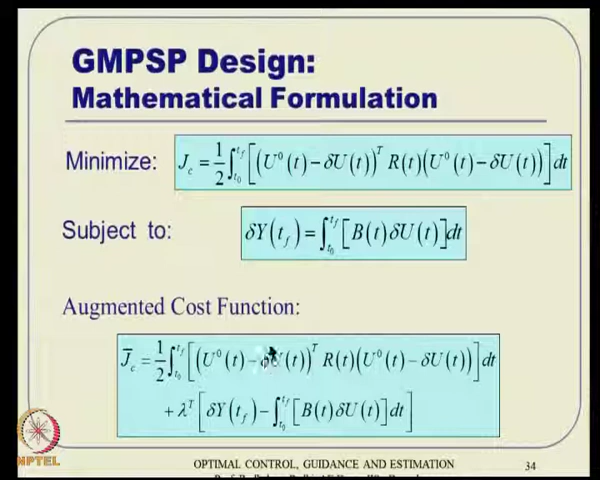 GMPSP Design:
Mathematical Formulation
Minimize: J_c = 1/2 ∫_{t_0}^{t_f} [(U^0(t) − δU(t))^T R(t)(U^0(t) − δU(t))] dt
Subject to: δY(t_f) = ∫_{t_0}^{t_f} [B(t)δU(t)] dt
Augmented Cost Function:
J̄_c = 1/2 ∫_{t_0}^{t_f} [(U^0(t) − δU(t))^T R(t)(U^0(t) − δU(t))] dt
+ λ^T [δY(t_f) − ∫_{t_0}^{t_f} [B(t)δU(t)] dt]
NPTEL
OPTIMAL CONTROL, GUIDANCE AND ESTIMATION 34